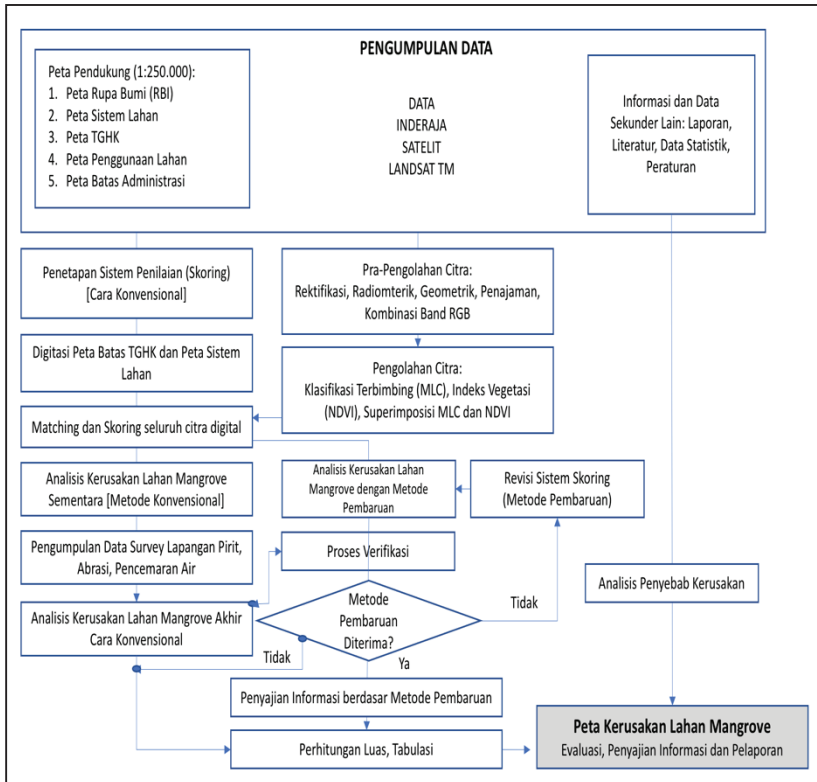 PENGUMPULAN DATA
Peta Pendukung (1:250.000):
1. Peta Rupa Bumi (RBI)
2. Peta Sistem Lahan
3. Peta TGHK
4. Peta Penggunaan Lahan
5. Peta Batas Administrasi
DATA
INDERAJA
SATELIT
LANDSAT TM
Informasi dan Data
Sekunder Lain: Laporan,
Literatur, Data Statistik,
Peraturan
Penetapan Sistem Penilaian (Skoring)
[Cara Konvensional]
Pra-Pengolahan Citra:
Rektifikasi, Radiomterik, Geometrik, Penajaman,
Kombinasi Band RGB
Digitasi Peta Batas TGHK dan Peta Sistem
Lahan
Pengolahan Citra:
Klasifikasi Terbimbing (MLC), Indeks Vegetasi
(NDVI), Superimposisi MLC dan NDVI
Matching dan Skoring seluruh citra digital
Analisis Kerusakan Lahan Mangrove
Sementara [Metode Konvensional]
Analisis Kerusakan Lahan
Mangrove dengan Metode
Pembaruan
Revisi Sistem Skoring
(Metode Pembaruan)
Pengumpulan Data Survey Lapangan Pirit,
Abrasi, Pencemaran Air
Proses Verifikasi
Analisis Penyebab Kerusakan
Analisis Kerusakan Lahan Mangrove Akhir
Cara Konvensional
Metode
Pembaruan
Diterima?
Tidak
Tidak
Ya
Penyajian Informasi berdasar Metode Pembaruan
Perhitungan Luas, Tabulasi
Peta Kerusakan Lahan Mangrove
Evaluasi, Penyajian Informasi dan Pelaporan